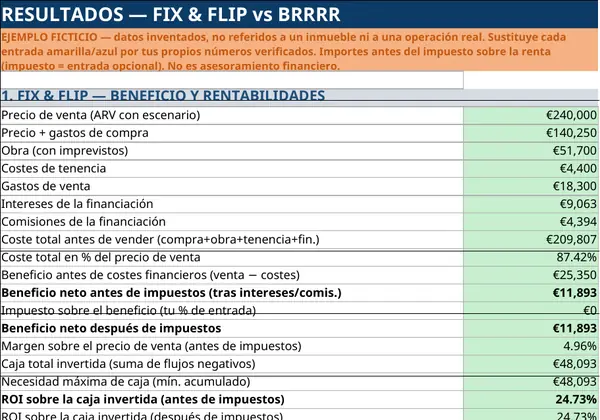 RESULTADOS — FIX & FLIP vs BRRRR
EJEMPLO FICTICIO — datos inventados, no referidos a un inmueble ni a una operación real. Sustituye cada
entrada amarilla/azul por tus propios números verificados. Importes antes del impuesto sobre la renta
(impuesto = entrada opcional). No es asesoramiento financiero.
1. FIX & FLIP — BENEFICIO Y RENTABILIDADES
Precio de venta (ARV con escenario) €240,000
Precio + gastos de compra €140,250
Obra (con imprevistos) €51,700
Costes de tenencia €4,400
Gastos de venta €18,300
Intereses de la financiación €9,063
Comisiones de la financiación €4,394
Coste total antes de vender (compra+obra+tenencia+fin.) €209,807
Coste total en % del precio de venta 87.42%
Beneficio antes de costes financieros (venta − costes) €25,350
Beneficio neto antes de impuestos (tras intereses/comis.) €11,893
Impuesto sobre el beneficio (tu % de entrada) €0
Beneficio neto después de impuestos €11,893
Margen sobre el precio de venta (antes de impuestos) 4.96%
Caja total invertida (suma de flujos negativos) €48,093
Necesidad máxima de caja (mín. acumulado) €48,093
ROI sobre la caja invertida (antes de impuestos) 24.73%
ROI sobre la caja invertida (después de impuestos) 24.73%